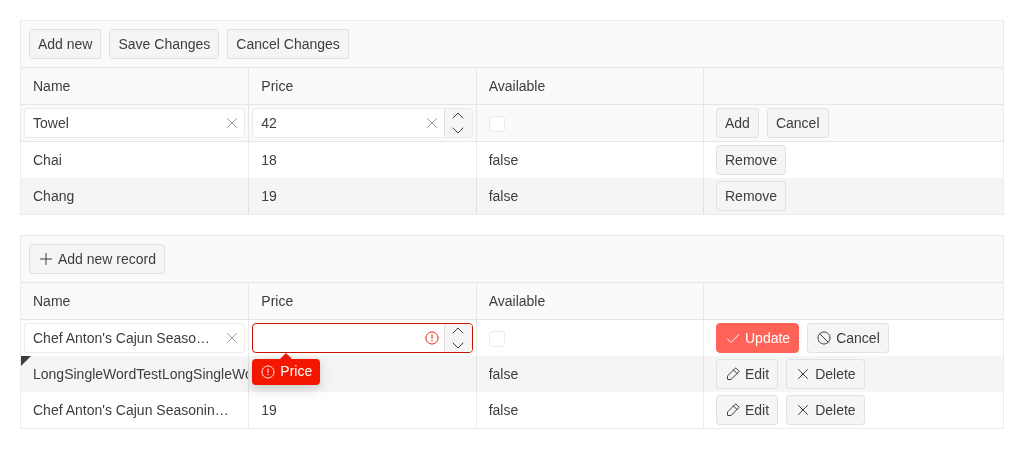 Add new Save Changes Cancel Changes
Name Price Available
Towel 42 Add Cancel
Chai 18 false Remove
Chang 19 false Remove
Add new record
Name Price Available
Chef Anton's Cajun Seaso… Update Cancel
LongSingleWordTestLongSingleWo Price false Edit Delete
Chef Anton's Cajun Seasonin… 19 false Edit Delete